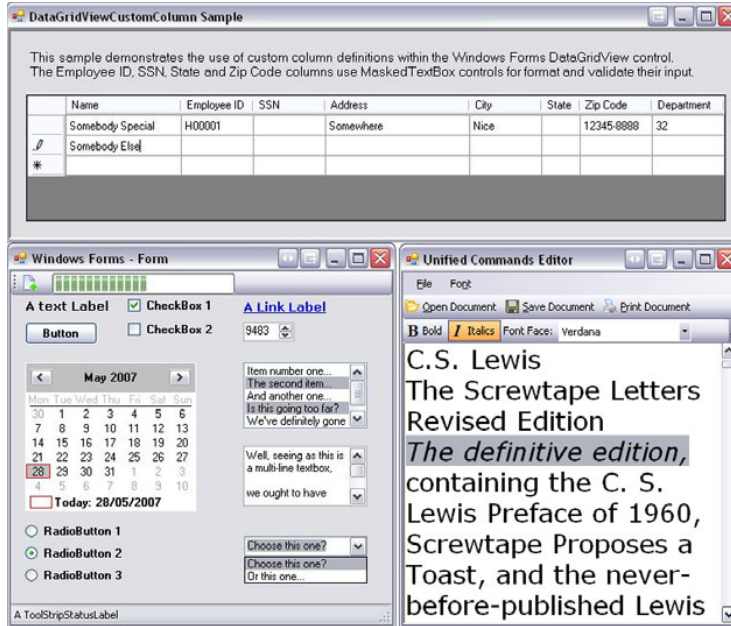 DataGridViewCustomColumn Sample
This sample demonstrates the use of custom column definitions within the Windows Forms DataGridView control.
The Employee ID, SSN, State and Zip Code columns use MaskedTextBox controls for format and validate their input.
Name Employee ID SSN Address City State Zip Code Department
Somebody Special H00001 Somewhere Nice 12345-8888 32
Somebody Else
Windows Forms - Form
A text Label
CheckBox 1
A Link Label
Button
CheckBox 2
9483
May 2007
Mon Tue Wed Thu Fri Sat Sun
30 1 2 3 4 5 6
7 8 9 10 11 12 13
14 15 16 17 18 19 20
21 22 23 24 25 26 27
28 29 30 31 1 2 3
4 5 6 7 8 9 10
Today: 28/05/2007
Item number one...
The second item...
And another one...
Is this going too far?
We've definitely gone
Well, seeing as this is
a multi-line textbox,
we ought to have
RadioButton 1
RadioButton 2
RadioButton 3
Choose this one?
Choose this one?
Or this one...
A ToolStripStatusLabel
Unified Commands Editor
File Font
Open Document Save Document Print Document
B Bold I Italics Font Face: Verdana
C.S. Lewis
The Screwtape Letters
Revised Edition
The definitive edition,
containing the C. S.
Lewis Preface of 1960,
Screwtape Proposes a
Toast, and the never-
before-published Lewis